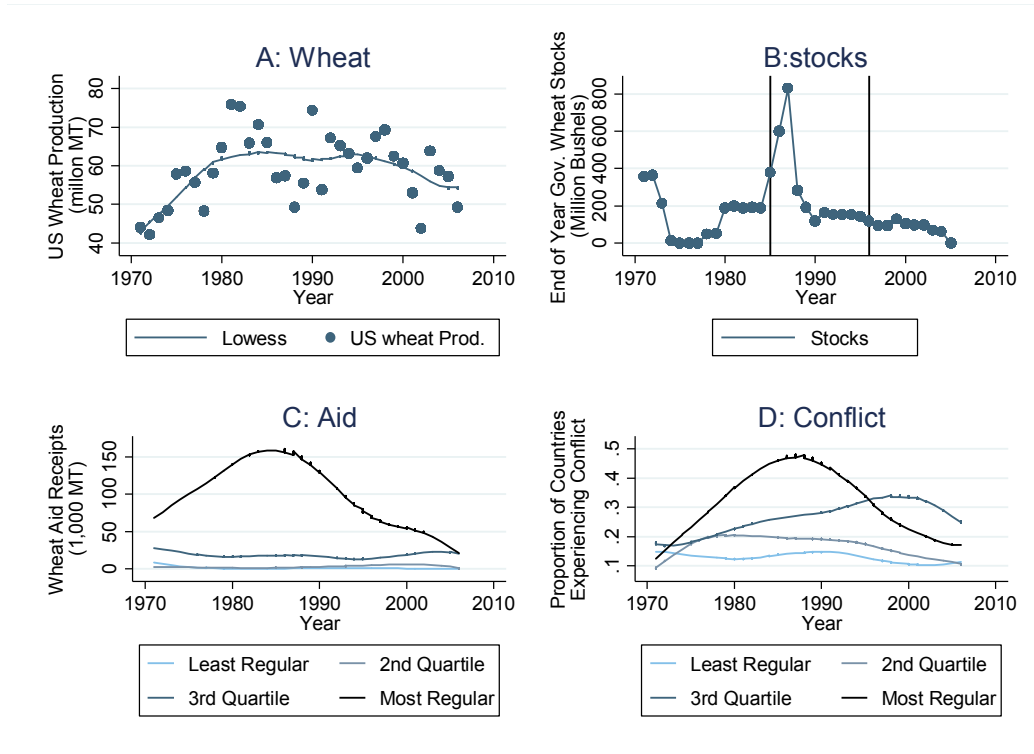 A: Wheat
US Wheat Production
(millon MT)
80
70
60
50
40
1970 1980 1990 2000 2010
Year
Lowess US wheat Prod.
B:stocks
End of Year Gov. Wheat Stocks
(Million Bushels)
0 200 400 600 800
1970 1980 1990 2000 2010
Year
Stocks
C: Aid
Wheat Aid Receipts
(1,000 MT)
0 50 100 150
1970 1980 1990 2000 2010
Year
Least Regular 2nd Quartile
3rd Quartile Most Regular
D: Conflict
Proportion of Countries
Experiencing Conflict
.1 .2 .3 .4 .5
1970 1980 1990 2000 2010
Year
Least Regular 2nd Quartile
3rd Quartile Most Regular